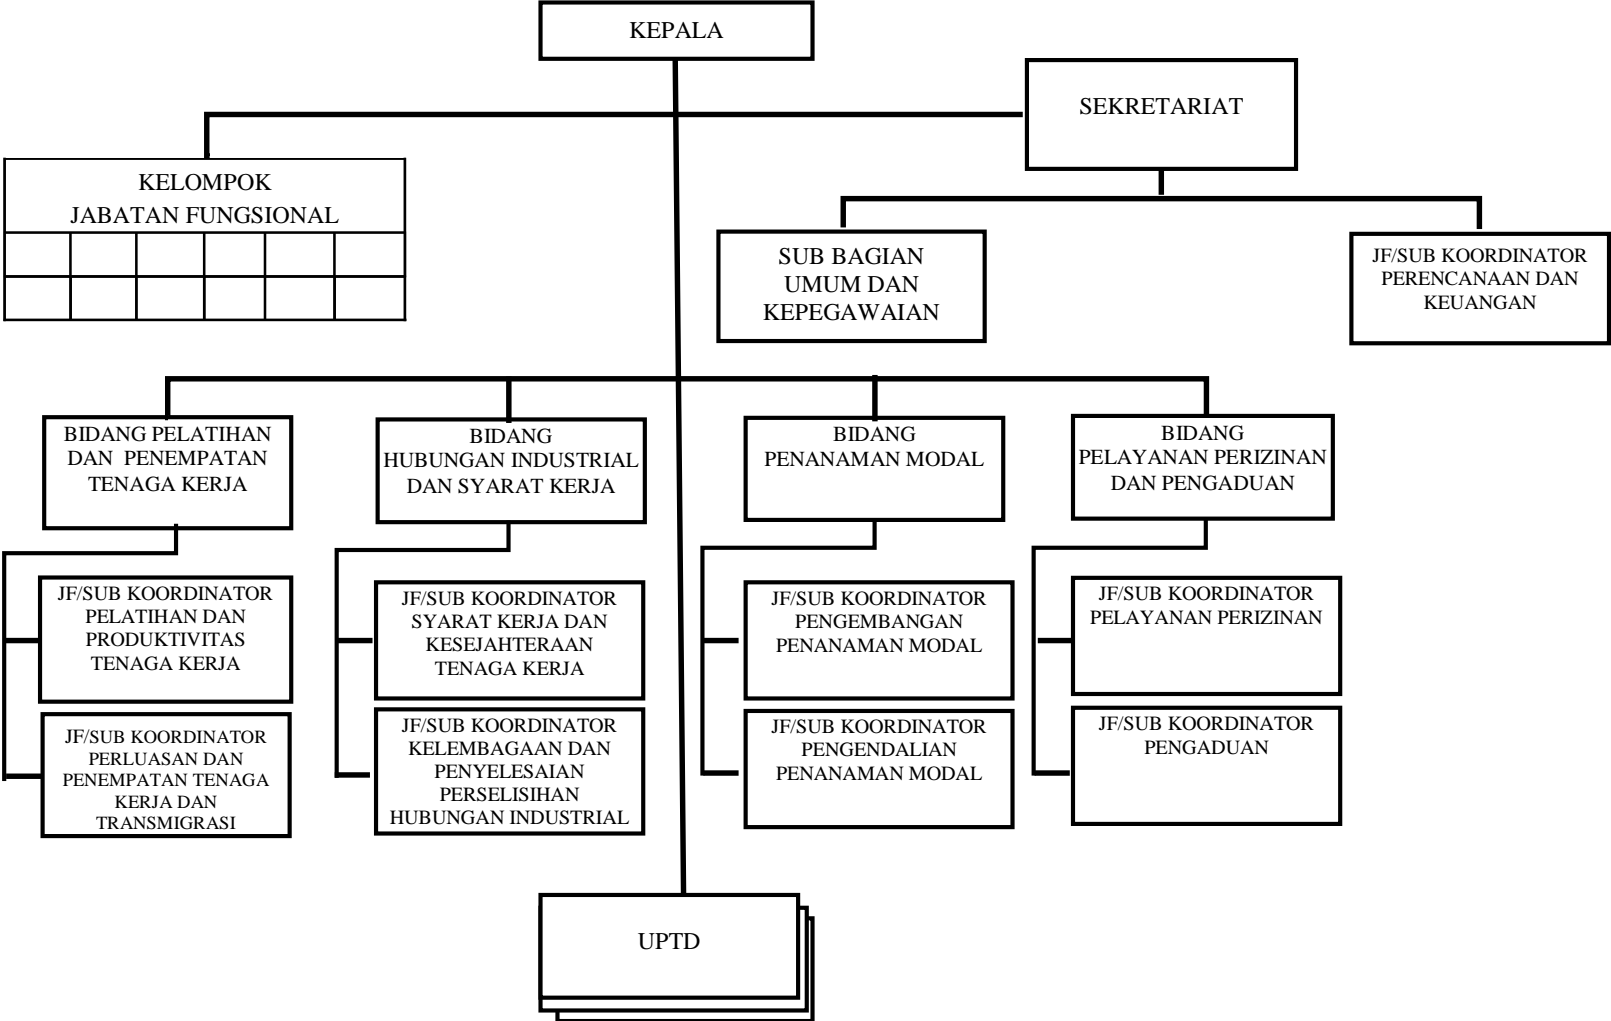 KEPALA
SEKRETARIAT
KELOMPOK
JABATAN FUNGSIONAL
SUB BAGIAN
UMUM DAN
KEPEGAWAIAN
JF/SUB KOORDINATOR
PERENCANAAN DAN
KEUANGAN
BIDANG PELATIHAN
DAN PENEMPATAN
TENAGA KERJA
BIDANG
HUBUNGAN INDUSTRIAL
DAN SYARAT KERJA
BIDANG
PENANAMAN MODAL
BIDANG
PELAYANAN PERIZINAN
DAN PENGADUAN
JF/SUB KOORDINATOR
PELATIHAN DAN
PRODUKTIVITAS
TENAGA KERJA
JF/SUB KOORDINATOR
SYARAT KERJA DAN
KESEJAHTERAAN
TENAGA KERJA
JF/SUB KOORDINATOR
PENGEMBANGAN
PENANAMAN MODAL
JF/SUB KOORDINATOR
PELAYANAN PERIZINAN
JF/SUB KOORDINATOR
PERLUASAN DAN
PENEMPATAN TENAGA
KERJA DAN
TRANSMIGRASI
JF/SUB KOORDINATOR
KELEMBAGAAN DAN
PENYELESAIAN
PERSELISIHAN
HUBUNGAN INDUSTRIAL
JF/SUB KOORDINATOR
PENGENDALIAN
PENANAMAN MODAL
JF/SUB KOORDINATOR
PENGADUAN
UPTD